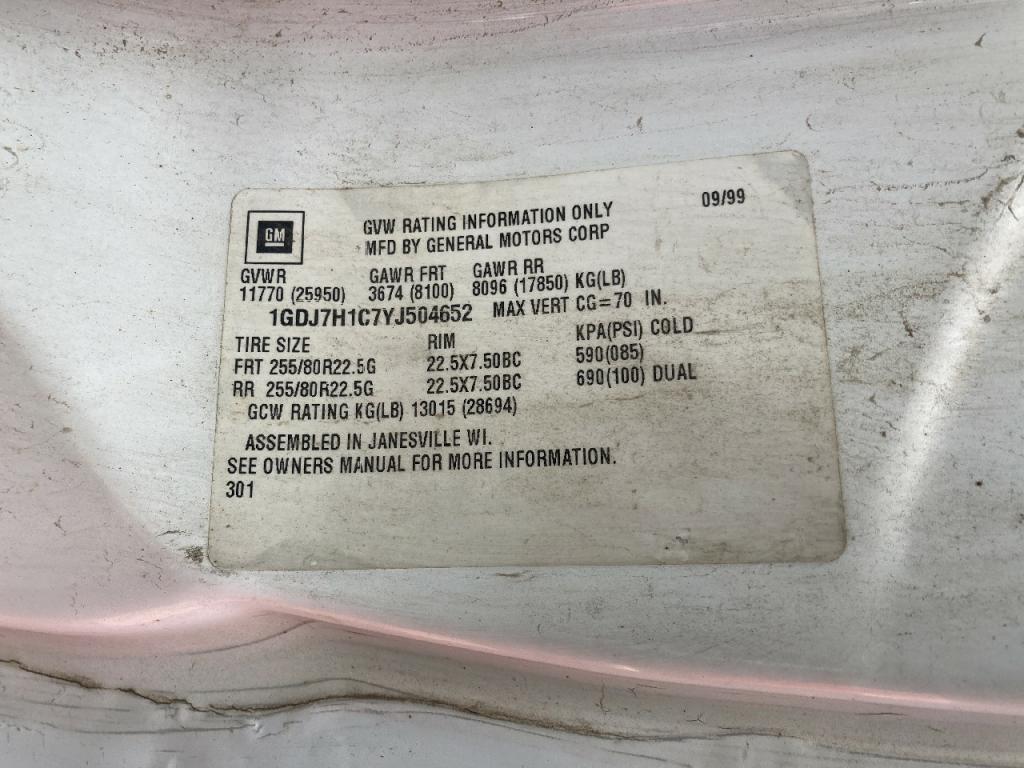 GM
GVW RATING INFORMATION ONLY
09/99
MFD BY GENERAL MOTORS CORP
GVWR GAWR FRT GAWR RR
11770 (25950) 3674 (8100) 8096 (17850) KG(LB)
1GDJ7H1C7YJ504652 MAX VERT CG=70 IN.
TIRE SIZE RIM KPA(PSI) COLD
FRT 255/80R22.5G 22.5X7.50BC 590(085)
RR 255/80R22.5G 22.5X7.50BC 690(100) DUAL
GCW RATING KG(LB) 13015 (28694)
ASSEMBLED IN JANESVILLE WI.
SEE OWNERS MANUAL FOR MORE INFORMATION.
301